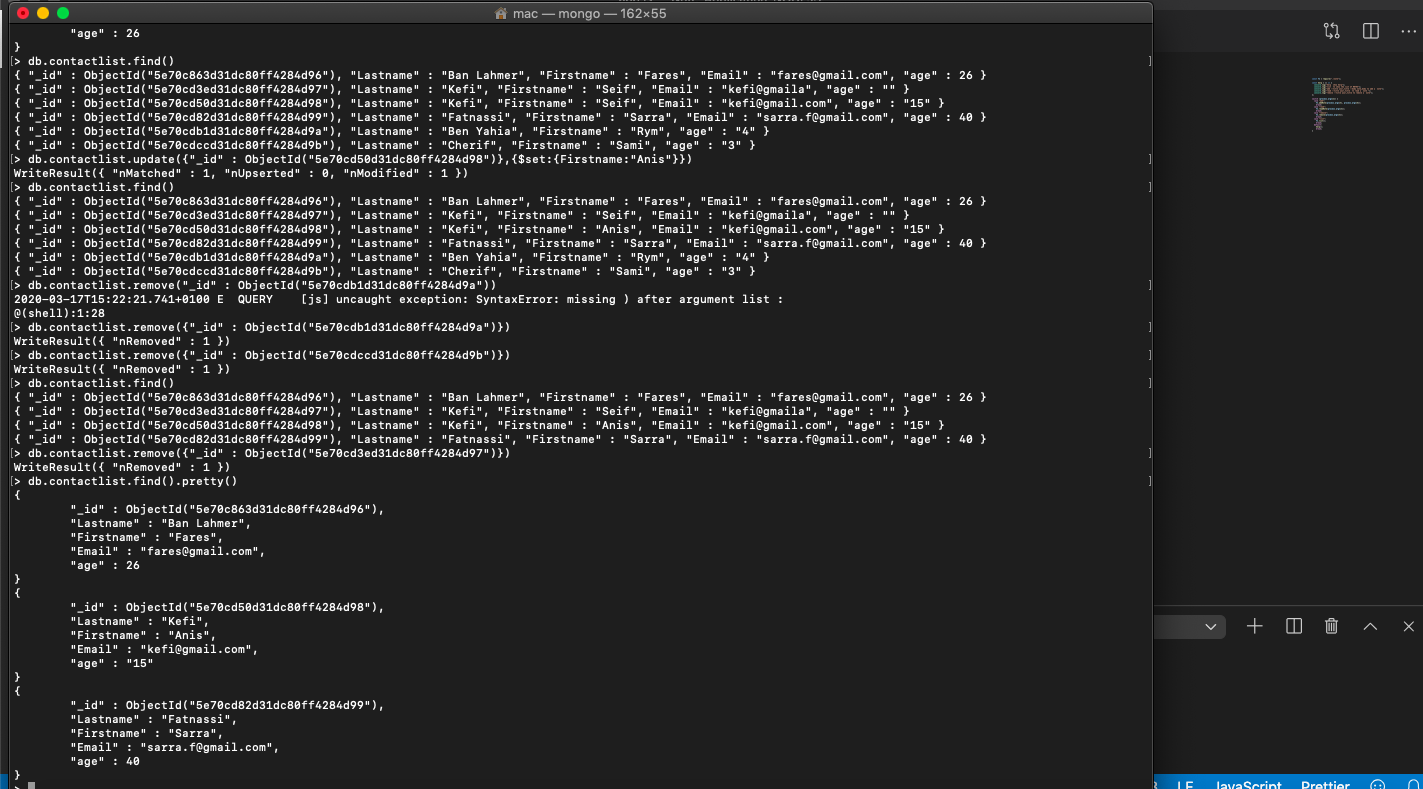 mac — mongo — 162×55
        "age" : 26
}
[> db.contactlist.find() ]
{ "_id" : ObjectId("5e70c863d31dc80ff4284d96"), "Lastname" : "Ban Lahmer", "Firstname" : "Fares", "Email" : "fares@gmail.com", "age" : 26 }
{ "_id" : ObjectId("5e70cd3ed31dc80ff4284d97"), "Lastname" : "Kefi", "Firstname" : "Seif", "Email" : "kefi@gmaila", "age" : "" }
{ "_id" : ObjectId("5e70cd50d31dc80ff4284d98"), "Lastname" : "Kefi", "Firstname" : "Seif", "Email" : "kefi@gmail.com", "age" : "15" }
{ "_id" : ObjectId("5e70cd82d31dc80ff4284d99"), "Lastname" : "Fatnassi", "Firstname" : "Sarra", "Email" : "sarra.f@gmail.com", "age" : 40 }
{ "_id" : ObjectId("5e70cdb1d31dc80ff4284d9a"), "Lastname" : "Ben Yahia", "Firstname" : "Rym", "age" : "4" }
{ "_id" : ObjectId("5e70cdccd31dc80ff4284d9b"), "Lastname" : "Cherif", "Firstname" : "Sami", "age" : "3" }
[> db.contactlist.update({"_id" : ObjectId("5e70cd50d31dc80ff4284d98")},{$set:{Firstname:"Anis"}}) ]
WriteResult({ "nMatched" : 1, "nUpserted" : 0, "nModified" : 1 })
[> db.contactlist.find() ]
{ "_id" : ObjectId("5e70c863d31dc80ff4284d96"), "Lastname" : "Ban Lahmer", "Firstname" : "Fares", "Email" : "fares@gmail.com", "age" : 26 }
{ "_id" : ObjectId("5e70cd3ed31dc80ff4284d97"), "Lastname" : "Kefi", "Firstname" : "Seif", "Email" : "kefi@gmaila", "age" : "" }
{ "_id" : ObjectId("5e70cd50d31dc80ff4284d98"), "Lastname" : "Kefi", "Firstname" : "Anis", "Email" : "kefi@gmail.com", "age" : "15" }
{ "_id" : ObjectId("5e70cd82d31dc80ff4284d99"), "Lastname" : "Fatnassi", "Firstname" : "Sarra", "Email" : "sarra.f@gmail.com", "age" : 40 }
{ "_id" : ObjectId("5e70cdb1d31dc80ff4284d9a"), "Lastname" : "Ben Yahia", "Firstname" : "Rym", "age" : "4" }
{ "_id" : ObjectId("5e70cdccd31dc80ff4284d9b"), "Lastname" : "Cherif", "Firstname" : "Sami", "age" : "3" }
[> db.contactlist.remove("_id" : ObjectId("5e70cdb1d31dc80ff4284d9a")) ]
2020-03-17T15:22:21.741+0100 E  QUERY    [js] uncaught exception: SyntaxError: missing ) after argument list :
@(shell):1:28
[> db.contactlist.remove({"_id" : ObjectId("5e70cdb1d31dc80ff4284d9a")}) ]
WriteResult({ "nRemoved" : 1 })
[> db.contactlist.remove({"_id" : ObjectId("5e70cdccd31dc80ff4284d9b")}) ]
WriteResult({ "nRemoved" : 1 })
[> db.contactlist.find() ]
{ "_id" : ObjectId("5e70c863d31dc80ff4284d96"), "Lastname" : "Ban Lahmer", "Firstname" : "Fares", "Email" : "fares@gmail.com", "age" : 26 }
{ "_id" : ObjectId("5e70cd3ed31dc80ff4284d97"), "Lastname" : "Kefi", "Firstname" : "Seif", "Email" : "kefi@gmaila", "age" : "" }
{ "_id" : ObjectId("5e70cd50d31dc80ff4284d98"), "Lastname" : "Kefi", "Firstname" : "Anis", "Email" : "kefi@gmail.com", "age" : "15" }
{ "_id" : ObjectId("5e70cd82d31dc80ff4284d99"), "Lastname" : "Fatnassi", "Firstname" : "Sarra", "Email" : "sarra.f@gmail.com", "age" : 40 }
[> db.contactlist.remove({"_id" : ObjectId("5e70cd3ed31dc80ff4284d97")}) ]
WriteResult({ "nRemoved" : 1 })
[> db.contactlist.find().pretty() ]
{
        "_id" : ObjectId("5e70c863d31dc80ff4284d96"),
        "Lastname" : "Ban Lahmer",
        "Firstname" : "Fares",
        "Email" : "fares@gmail.com",
        "age" : 26
}
{
        "_id" : ObjectId("5e70cd50d31dc80ff4284d98"),
        "Lastname" : "Kefi",
        "Firstname" : "Anis",
        "Email" : "kefi@gmail.com",
        "age" : "15"
}
{
        "_id" : ObjectId("5e70cd82d31dc80ff4284d99"),
        "Lastname" : "Fatnassi",
        "Firstname" : "Sarra",
        "Email" : "sarra.f@gmail.com",
        "age" : 40
}
>
LF JavaScript Prettier